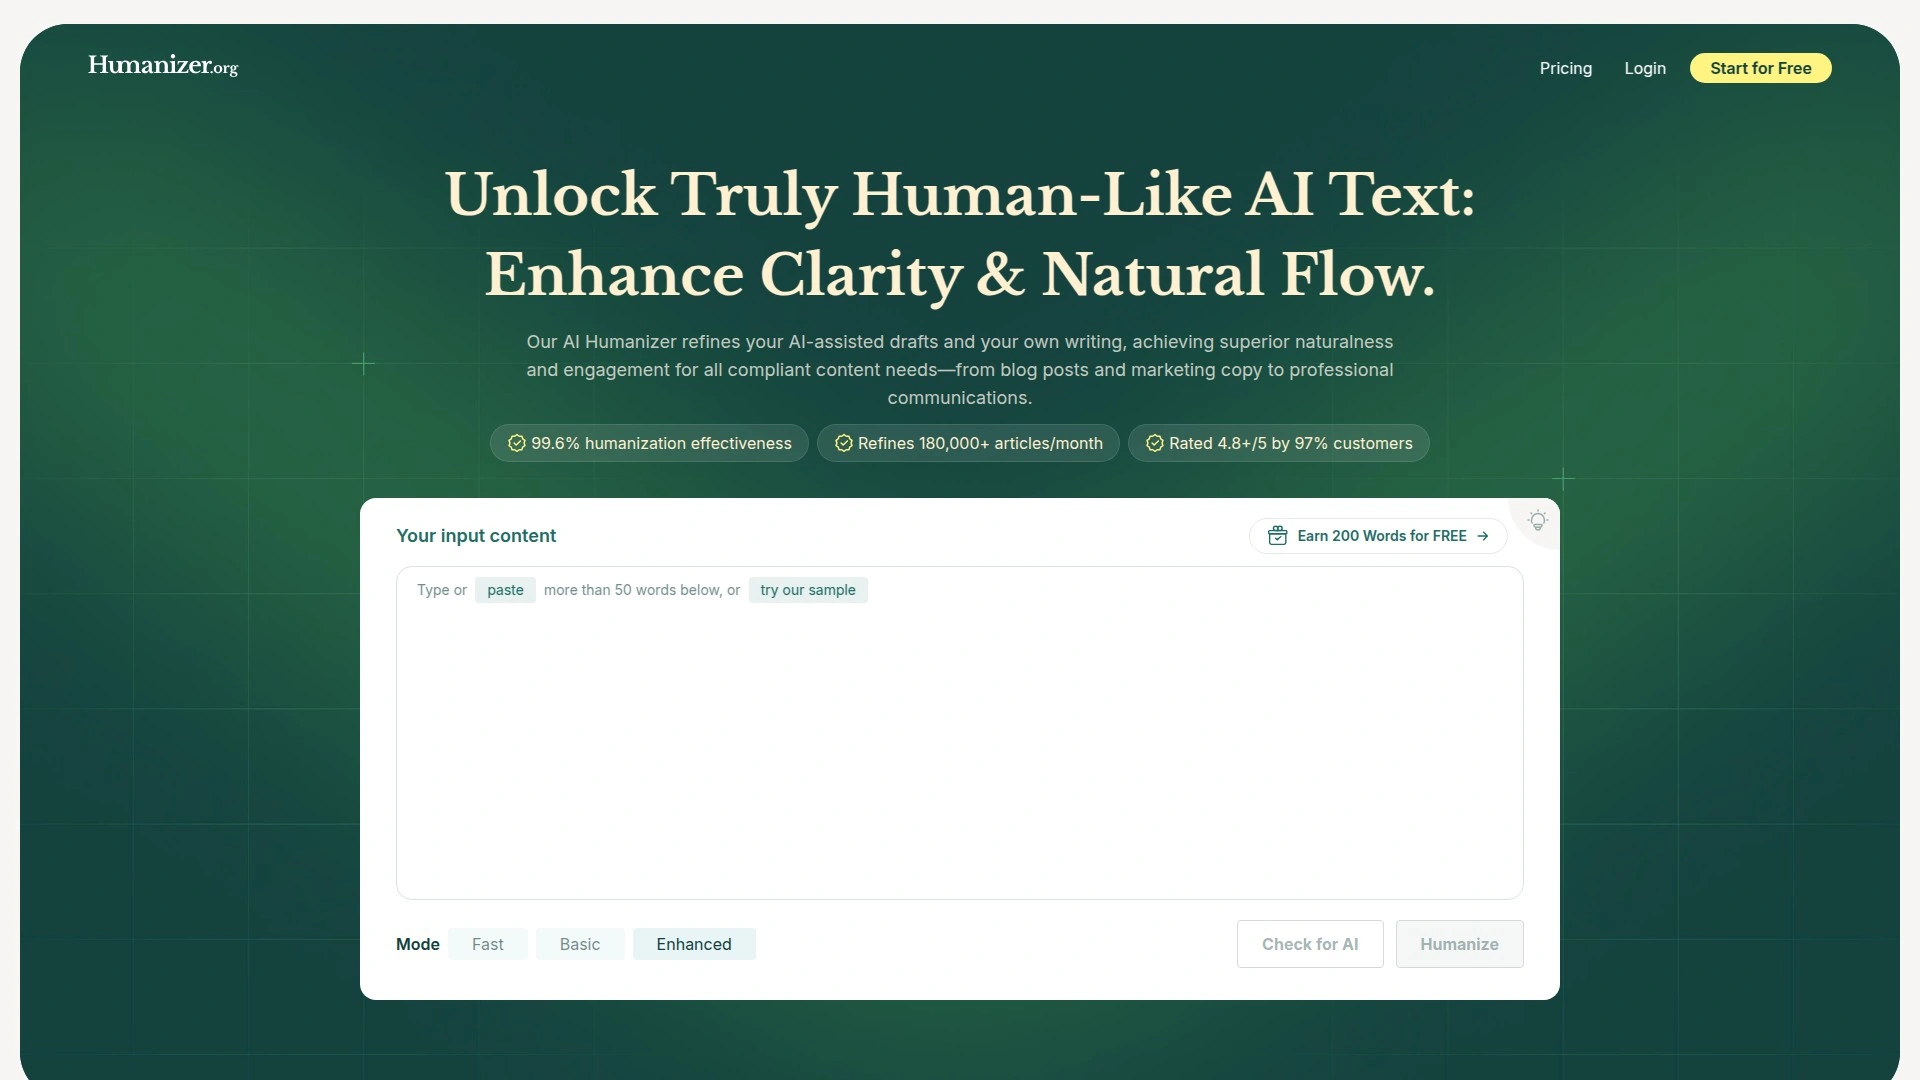 Humanizer.org
Pricing
Login
Start for Free
Unlock Truly Human-Like AI Text:
Enhance Clarity & Natural Flow.
Our AI Humanizer refines your AI-assisted drafts and your own writing, achieving superior naturalness
and engagement for all compliant content needs—from blog posts and marketing copy to professional
communications.
99.6% humanization effectiveness
Refines 180,000+ articles/month
Rated 4.8+/5 by 97% customers
Your input content
Earn 200 Words for FREE →
Type or paste more than 50 words below, or try our sample
Mode
Fast
Basic
Enhanced
Check for AI
Humanize